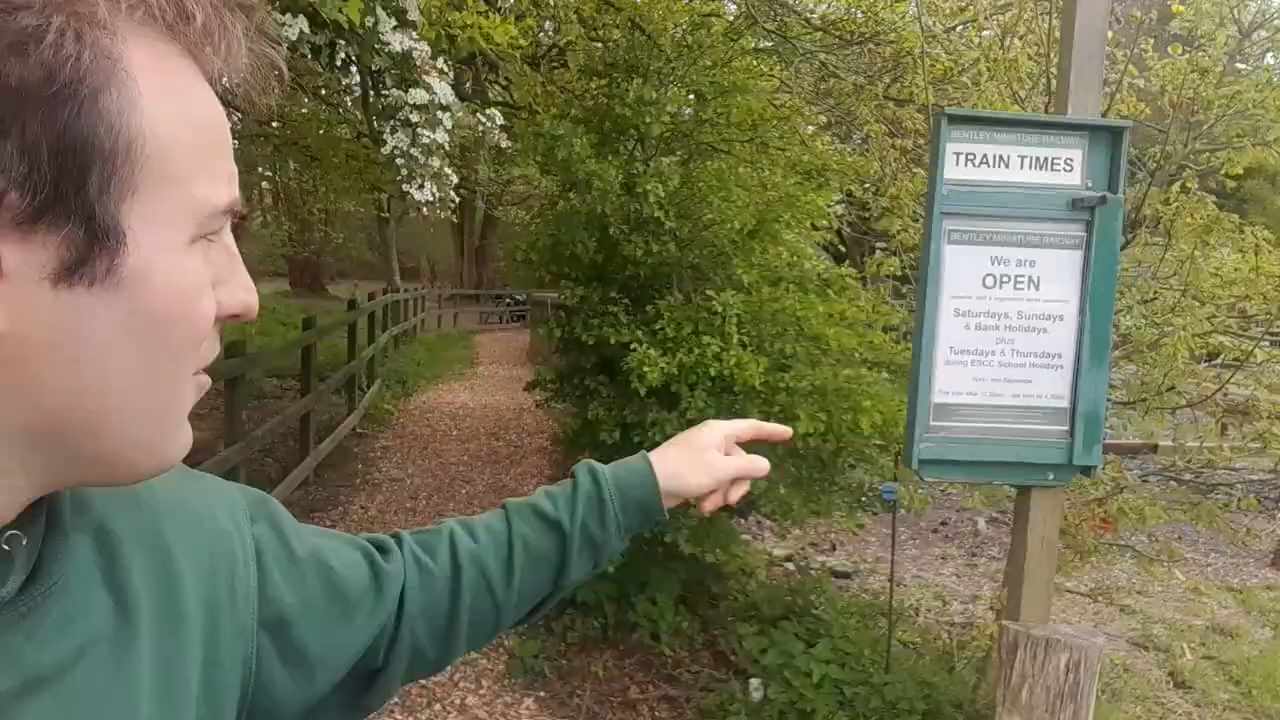 BENTLEY MINIATURE RAILWAY
TRAIN TIMES
BENTLEY MINIATURE RAILWAY
We are
OPEN
Saturdays, Sundays
& Bank Holidays,
plus
Tuesdays & Thursdays
during ESCC School Holidays